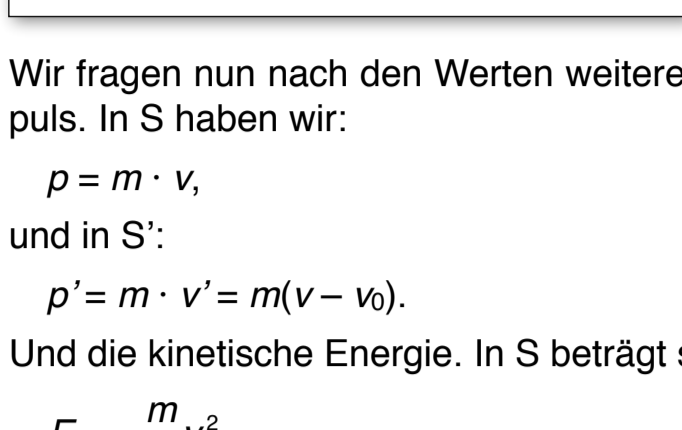 Wir fragen nun nach den Werten
puls. In S haben wir:
p = m · v,
und in S’:
p’= m · v’= m(v – v₀).
Und die kinetische Energie. In S beträgt
m
v²